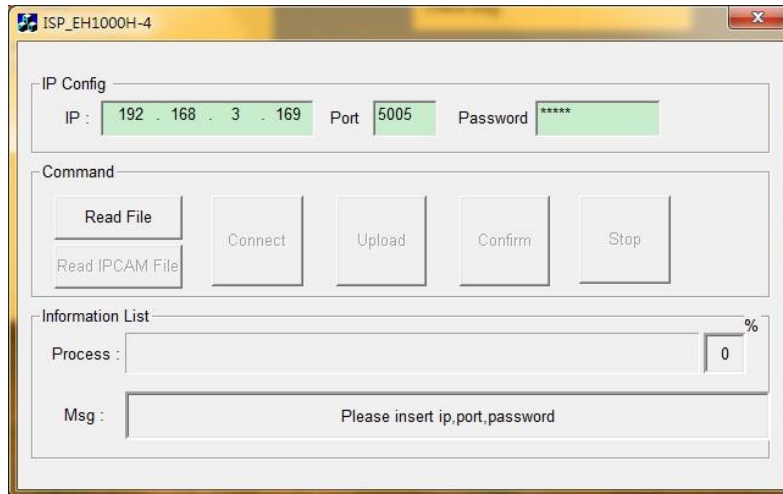 ISP_EH1000H-4
IP Config
IP : 192 . 168 . 3 . 169 Port 5005 Password *****
Command
Read File
Read IPCAM File
Connect
Upload
Confirm
Stop
Information List
%
Process : 0
Msg : Please insert ip,port,password